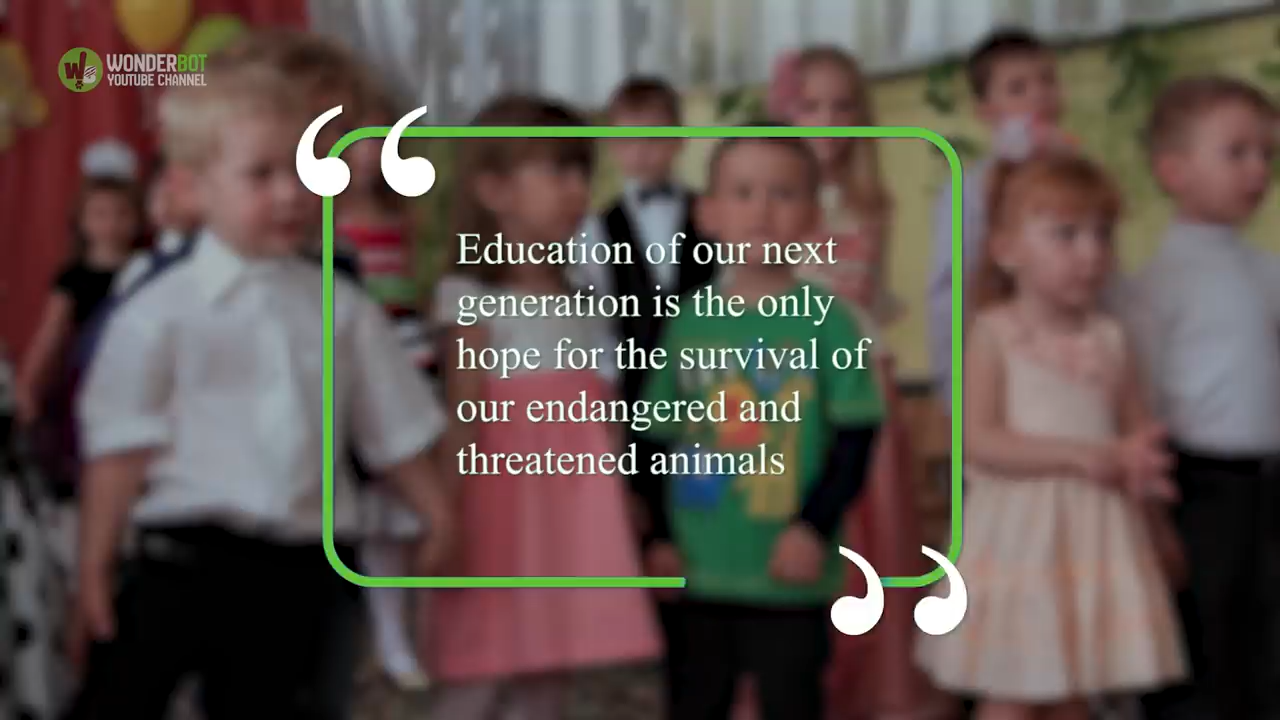 WONDERBOT
YOUTUBE CHANNEL
Education of our next
generation is the only
hope for the survival of
our endangered and
threatened animals